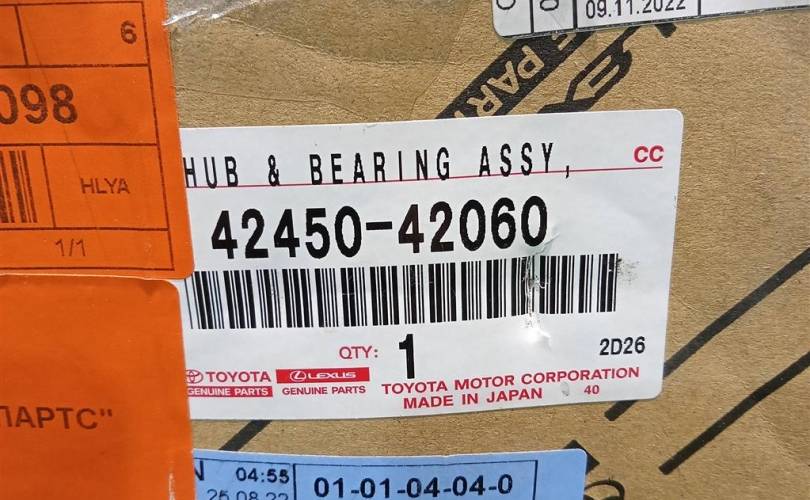 09.11.2022
6
098
HLYA
1/1
HUB & BEARING ASSY,
CC
42450-42060
QTY: 1
2D26
TOYOTA
GENUINE PARTS
LEXUS
GENUINE PARTS
TOYOTA MOTOR CORPORATION
MADE IN JAPAN
40
ПАРТС"
04:55
01-01-04-04-0